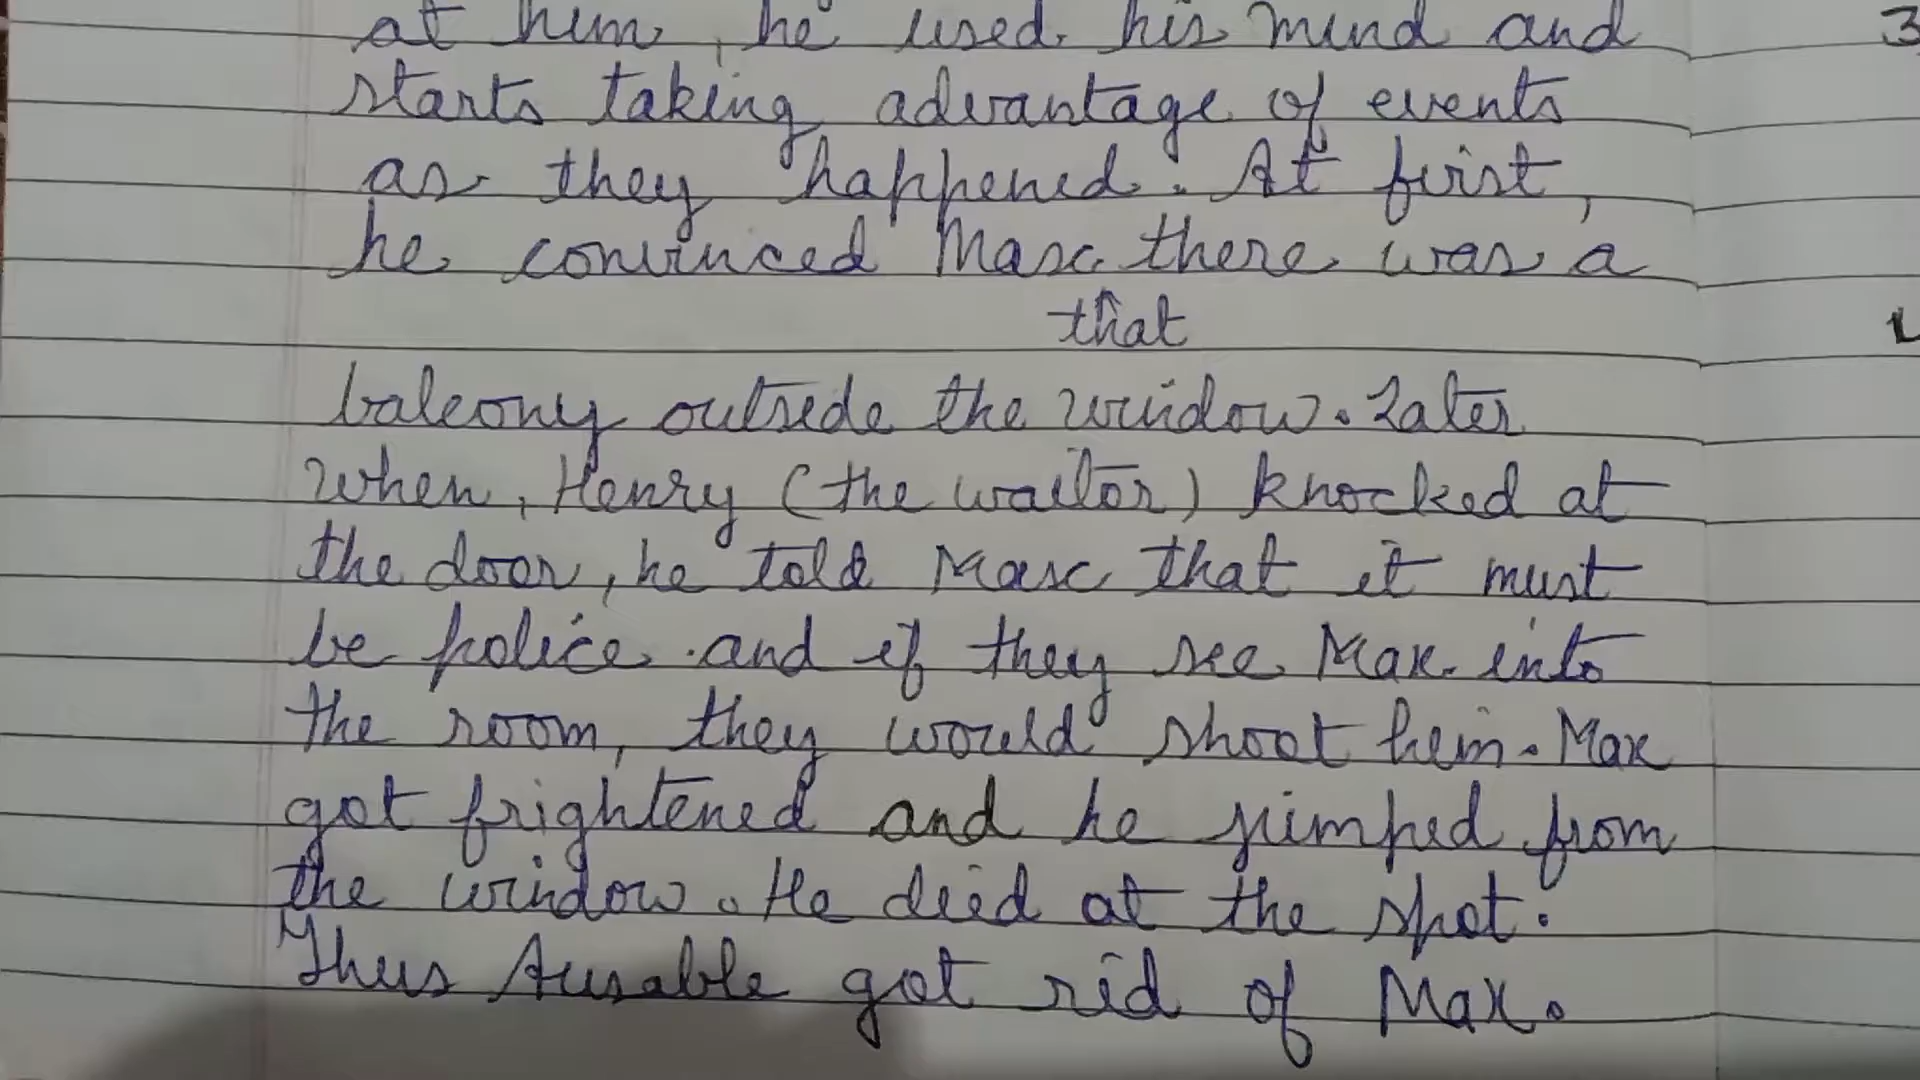 at him, he used his mind and
starts taking advantage of events
as they happened. At first,
he convinced Max there was a
that
balcony outside the window. Later
when, Henry (the waitor) knocked at
the door, he told Max that it must
be police and if they see Max into
the room, they would shoot him. Max
got frightened and he jumped from
the window. He died at the spot.
Thus Ausable got rid of Max.